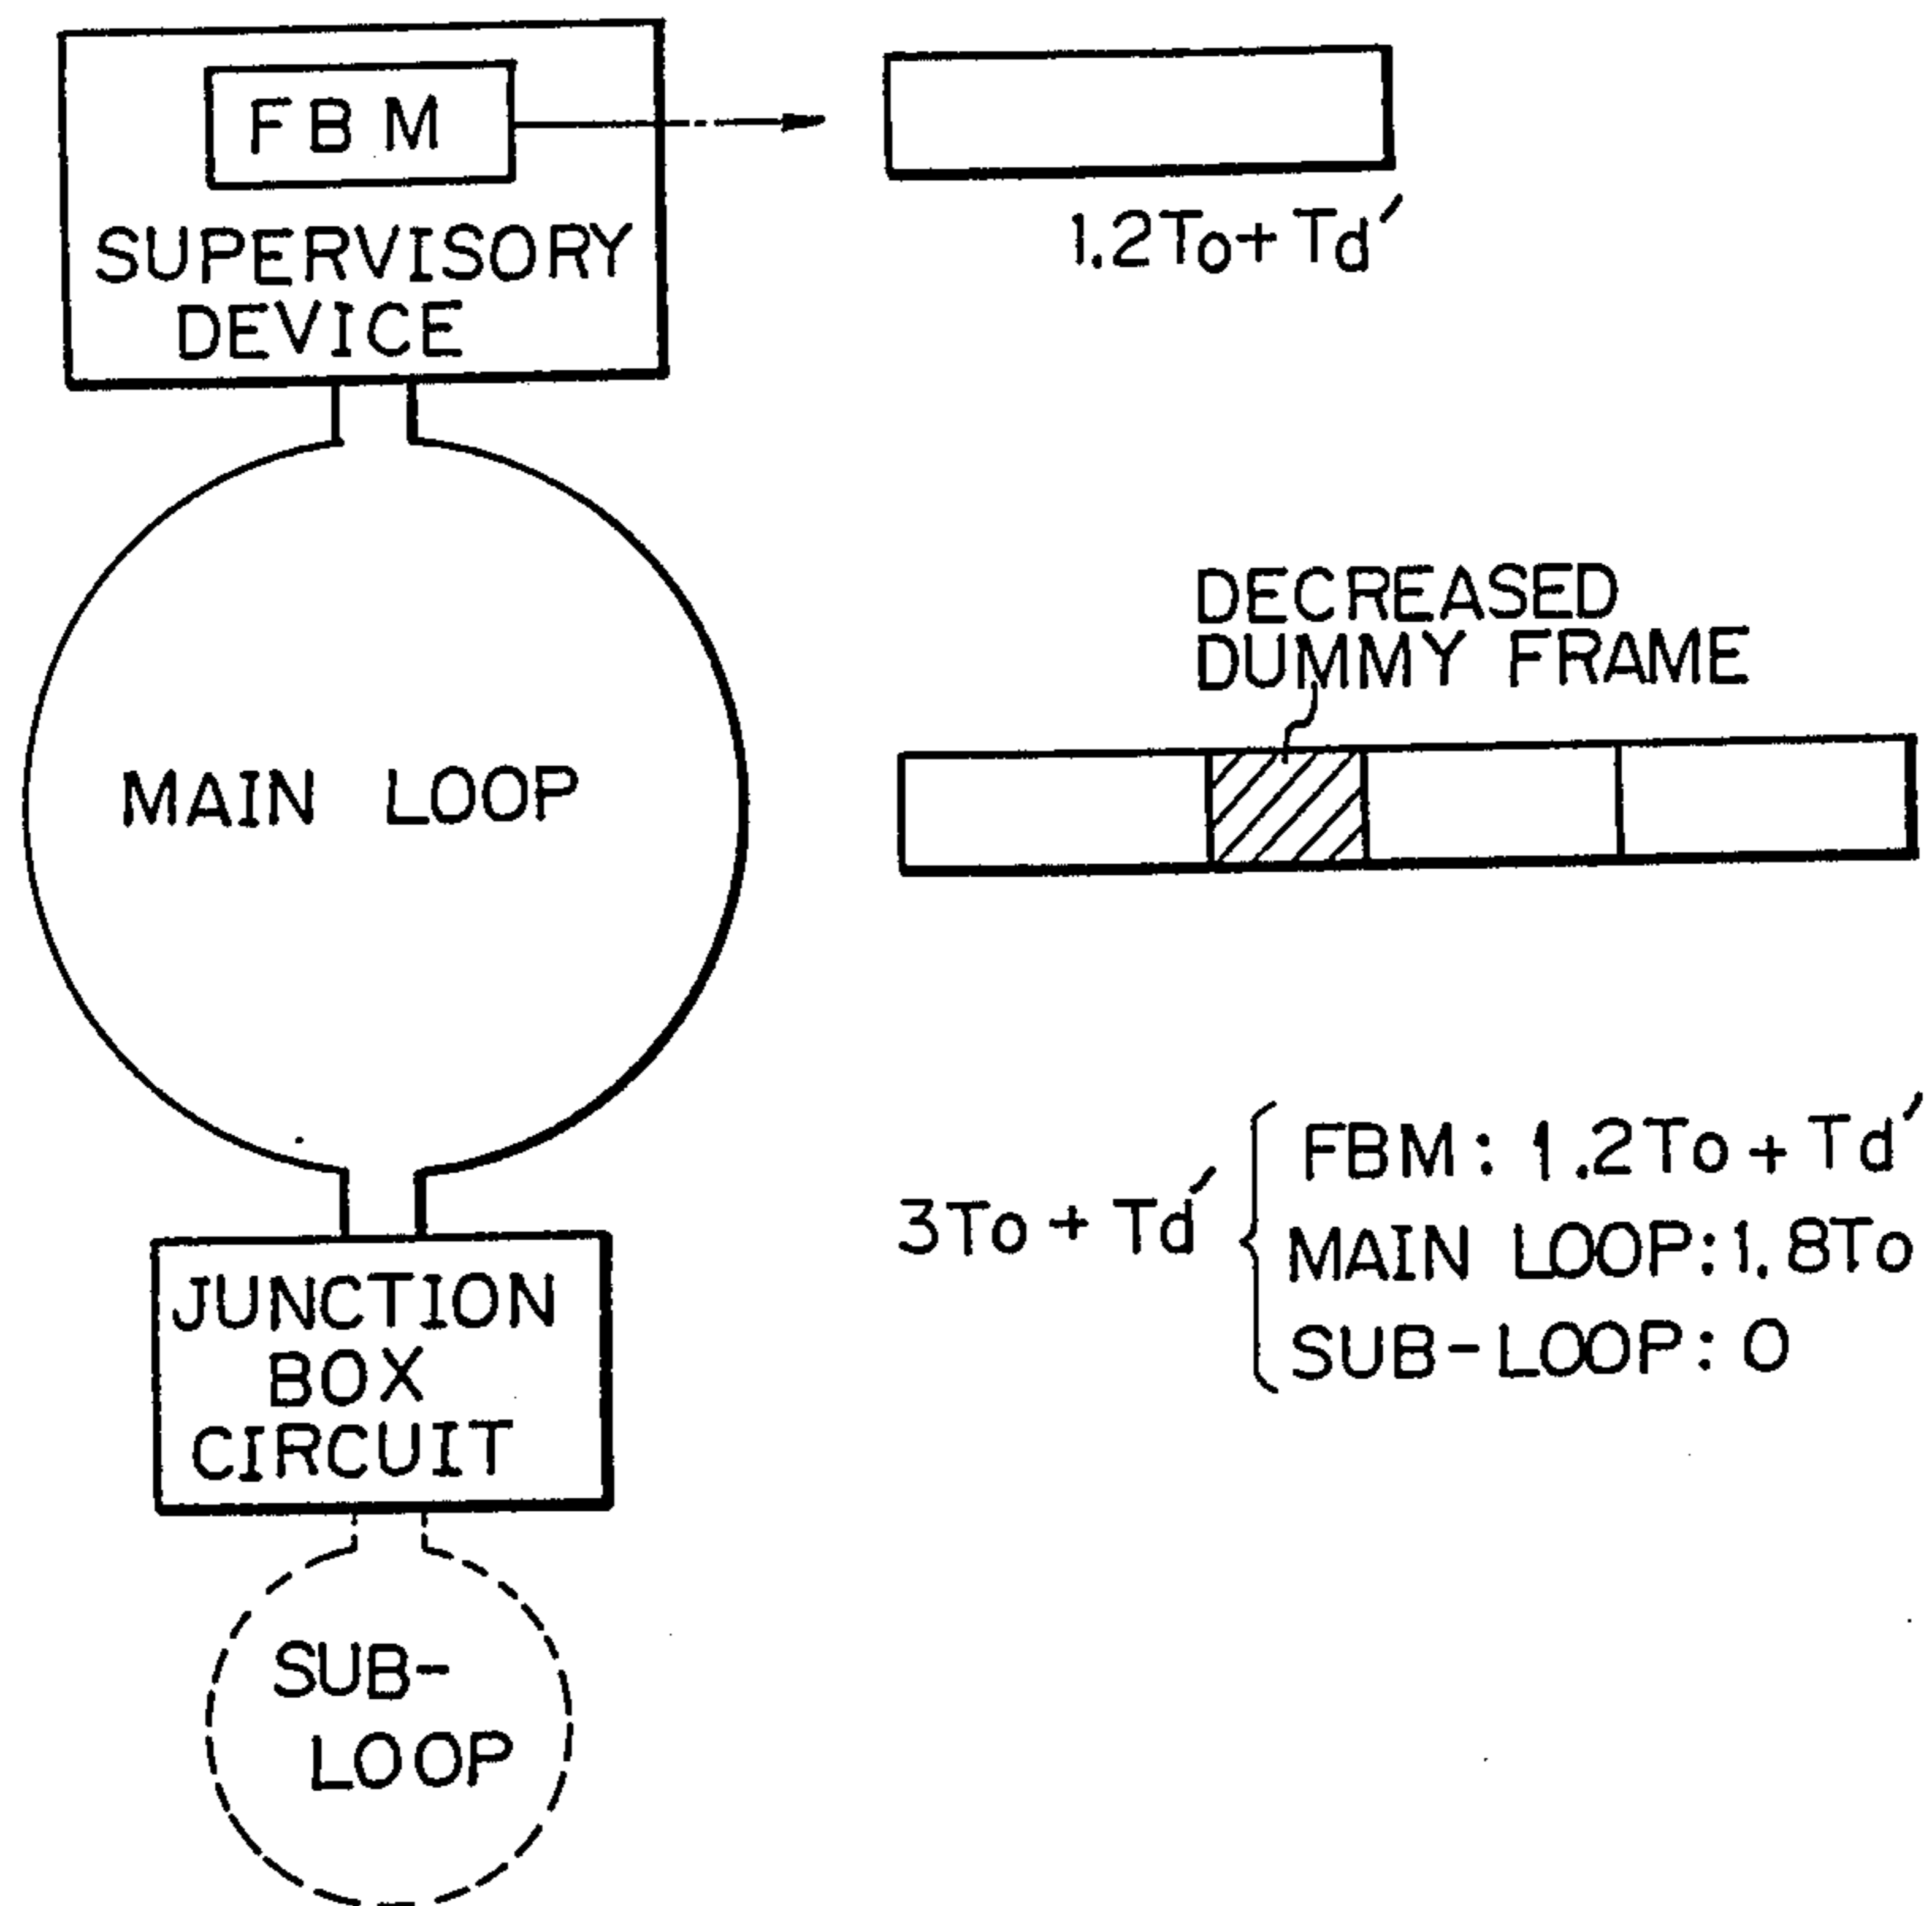 FBM
SUPERVISORY
DEVICE
1.2To+Td′
MAIN LOOP
DECREASED
DUMMY FRAME
3To+Td′
FBM: 1.2To+Td′
MAIN LOOP:1.8To
SUB-LOOP: 0
JUNCTION
BOX
CIRCUIT
SUB-
LOOP